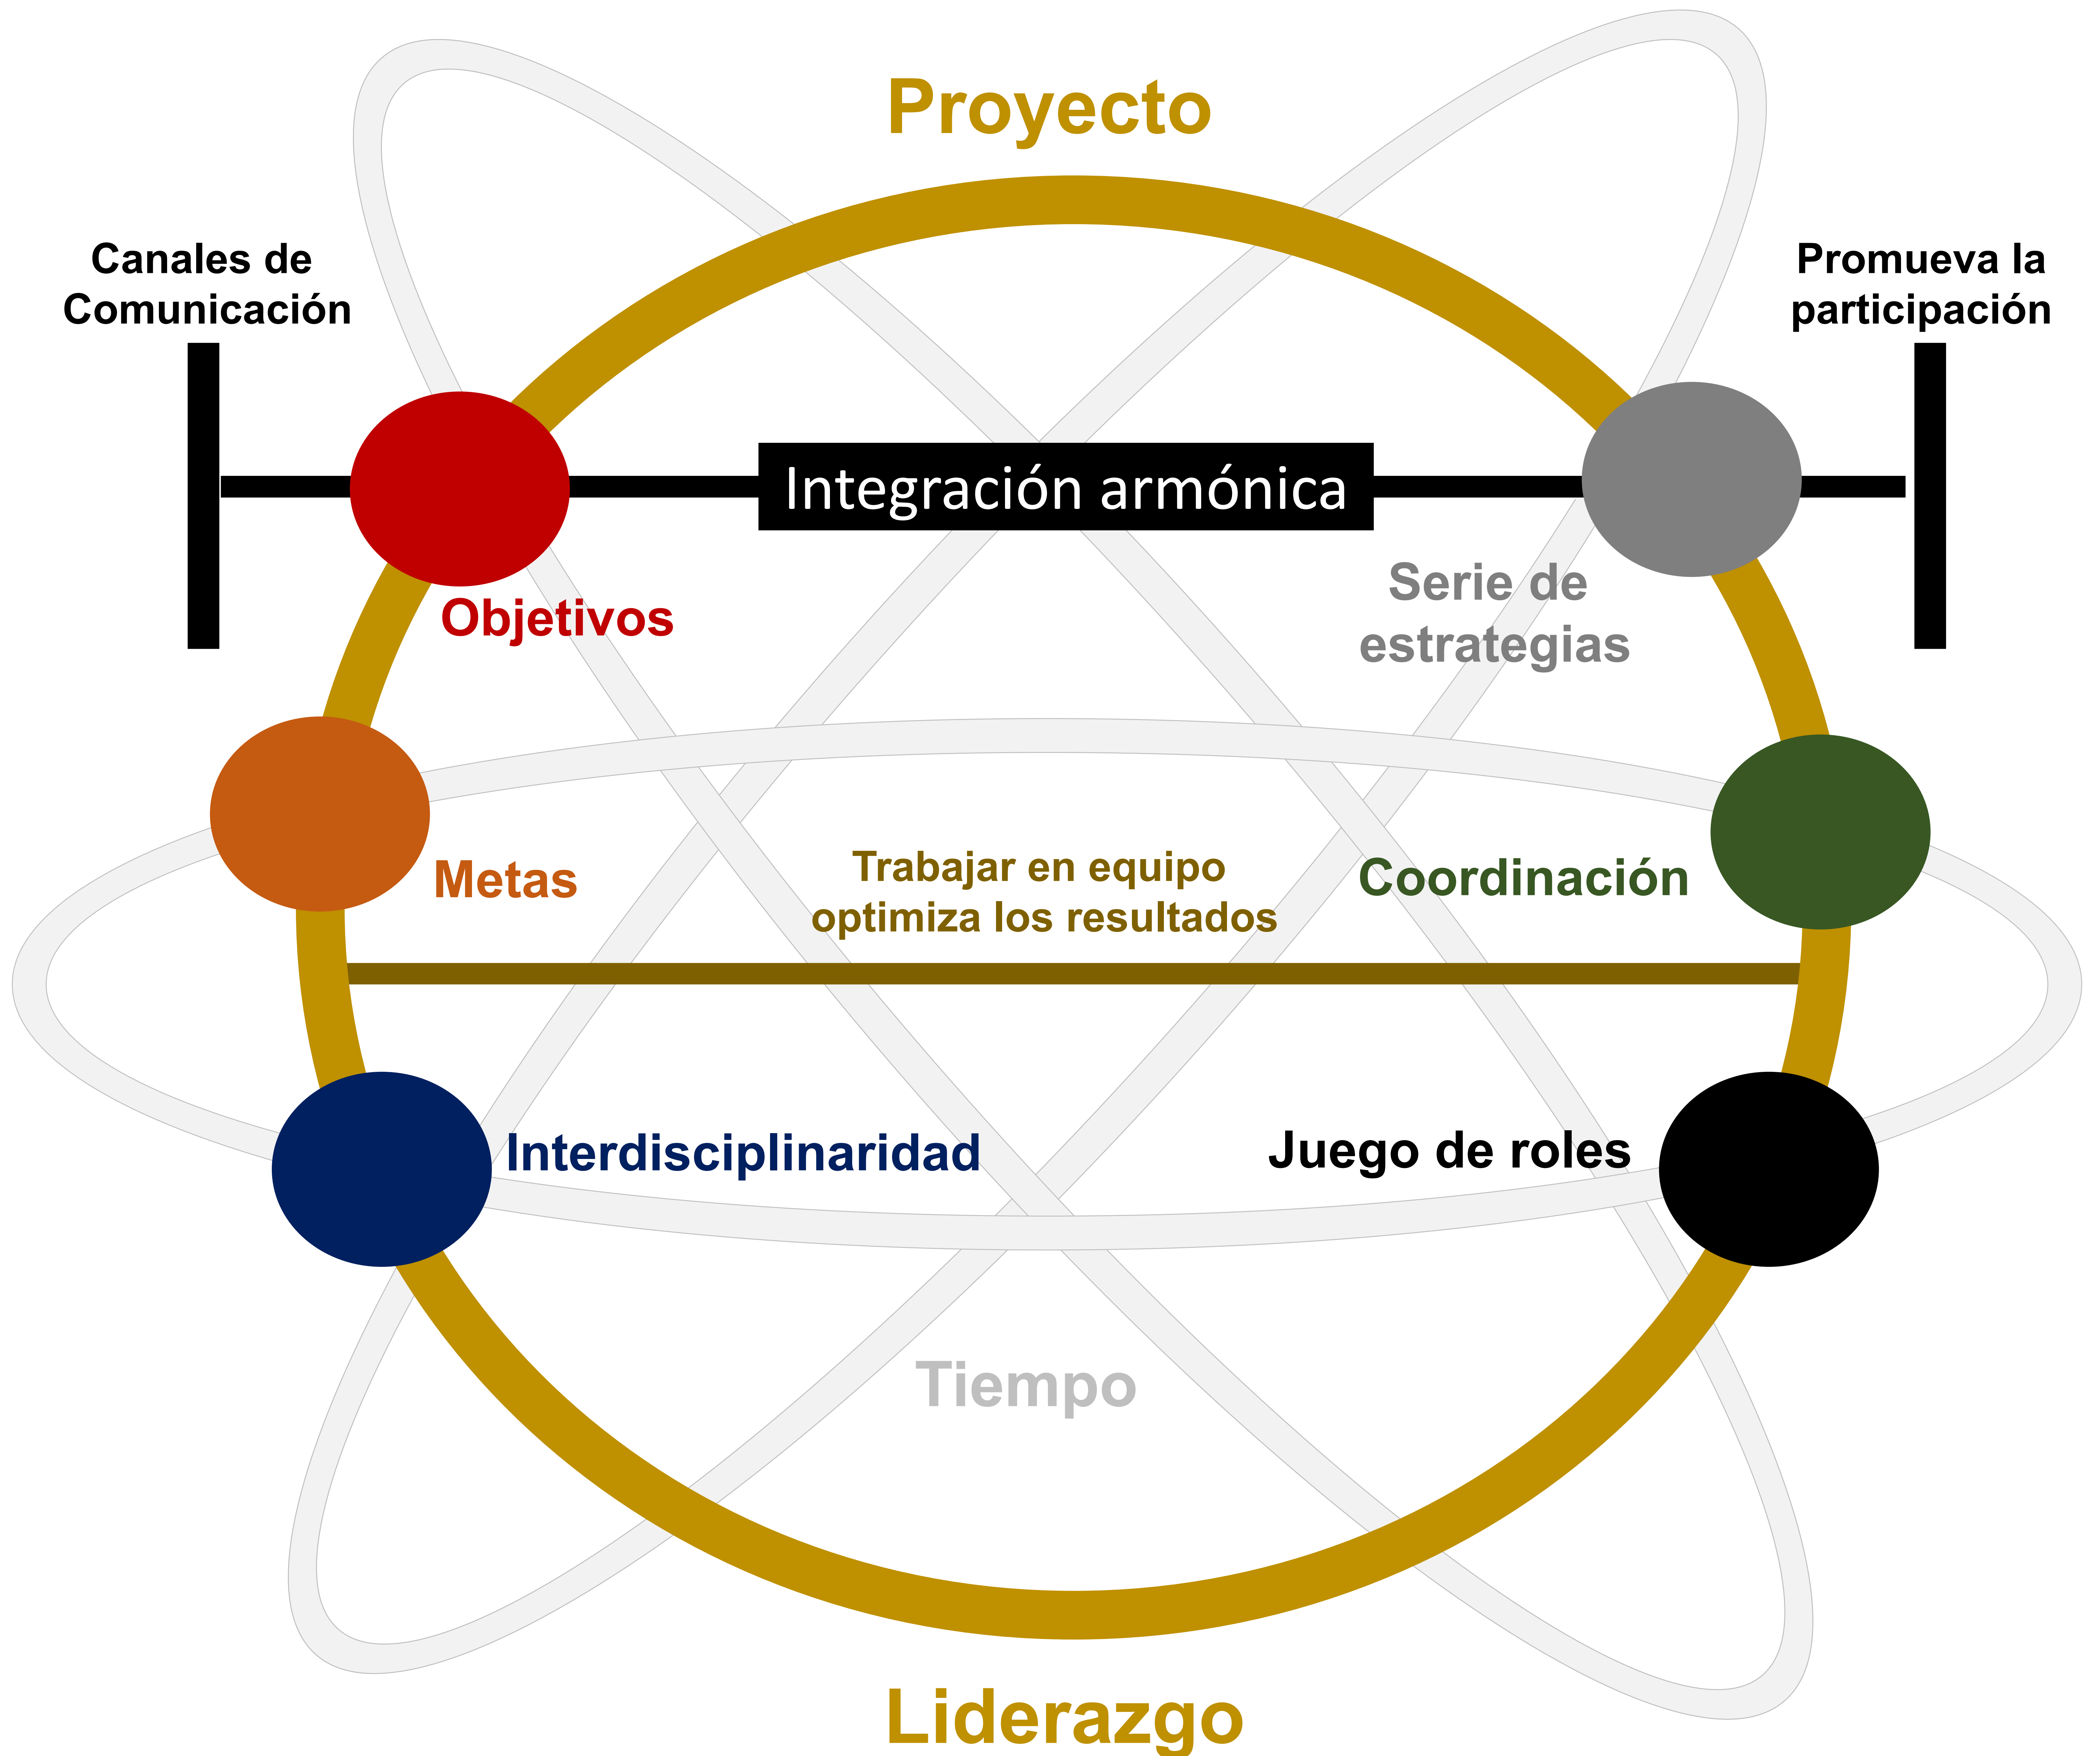 Proyecto
Canales de
Comunicación
Promueva la
participación
Integración armónica
Objetivos
Serie de
estrategias
Metas
Trabajar en equipo
optimiza los resultados
Coordinación
Interdisciplinaridad
Juego de roles
Tiempo
Liderazgo